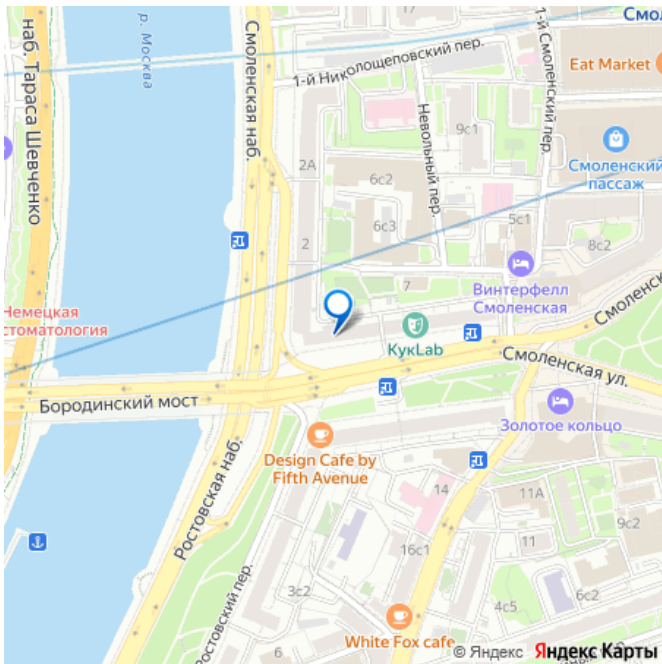 наб. Тараса Шевченко
р. Москва
Смоленская наб.
1-й Николощеповский пер.
Смо
Eat Market
1-й Смоленский пер.
Невольный пер.
9с1
Смоленский
пассаж
2А
6с2
5с1
8с2
6с3
2
7
Винтерфелл
Смоленская
Немецкая
стоматология
КукLab
Смоленск
Смоленская ул.
Бородинский мост
Золотое кольцо
Design Cafe by
Fifth Avenue
Ростовская наб.
14
11А
9с2
16с1
11
3с2
6с2
4с5
Ростовский пер.
6
White Fox cafe
© Яндекс Яндекс Карты